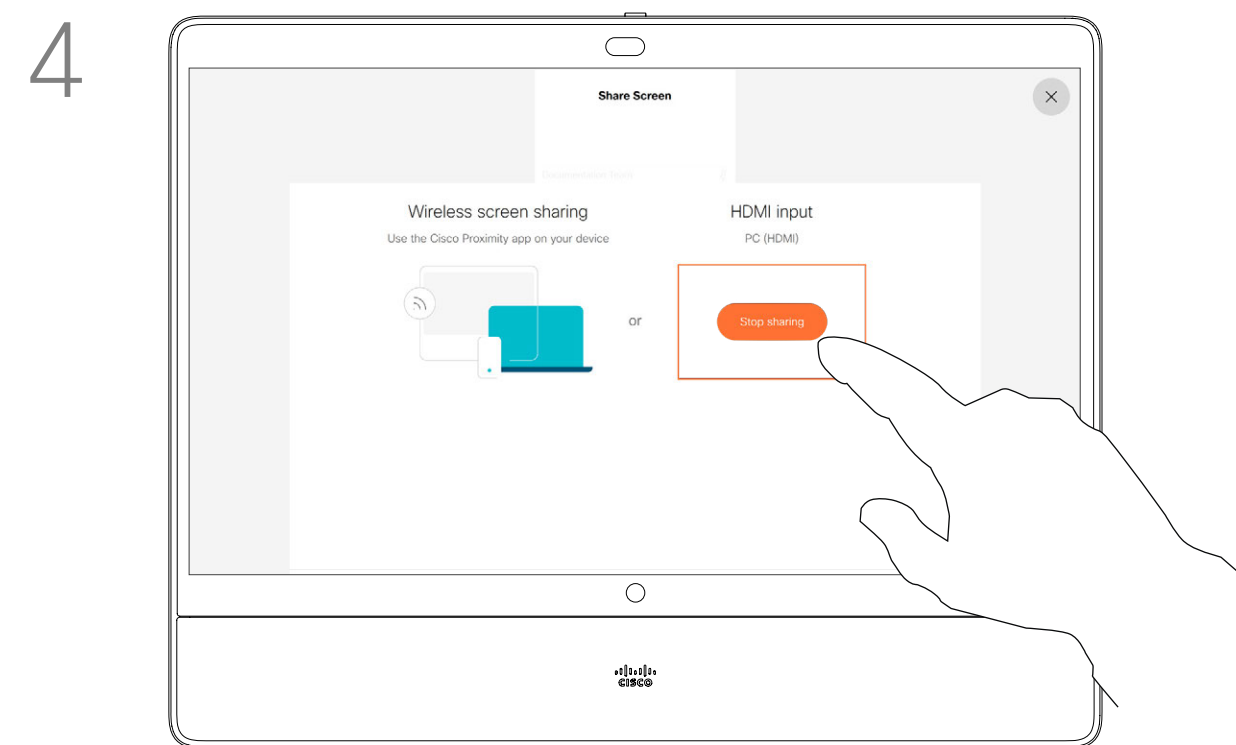 4
Share Screen
Wireless screen sharing
Use the Cisco Proximity app on your device
or
HDMI input
PC (HDMI)
Stop sharing
CISCO